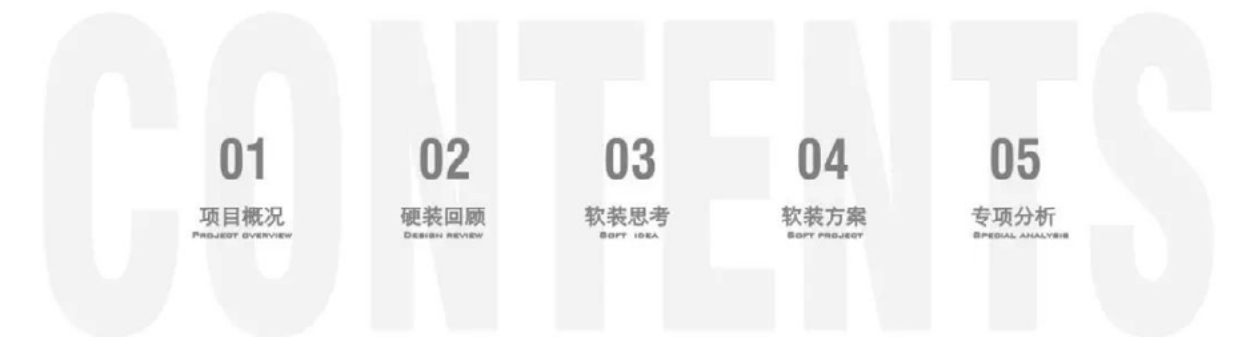 CONTENTS
01
项目概况
PROJECT OVERVIEW
02
硬装回顾
DESIGN REVIEW
03
软装思考
SOFT IDEA
04
软装方案
SOFT PROJECT
05
专项分析
SPECIAL ANALYSIS